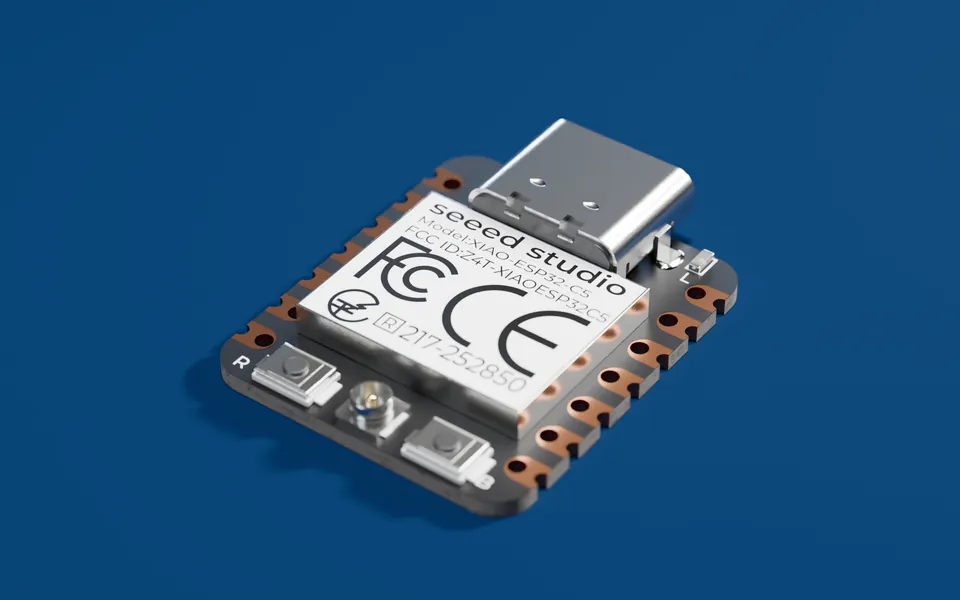 seeed studio
Model:XIAO-ESP32-C5
FCC ID:Z4T-XIAOESP32C5
FC CE
R 217-252850
L
R
B